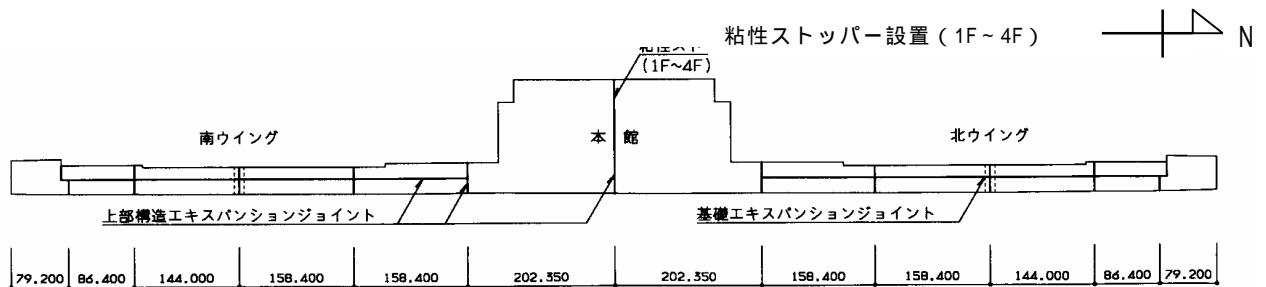 粘性ストッパー設置(1F~4F)
N
(1F~4F)
南ウイング
本館
北ウイング
上部構造エキスパンションジョイント
基礎エキスパンションジョイント
79.200 86.400 144.000 158.400 158.400 202.350 202.350 158.400 158.400 144.000 86.400 79.200